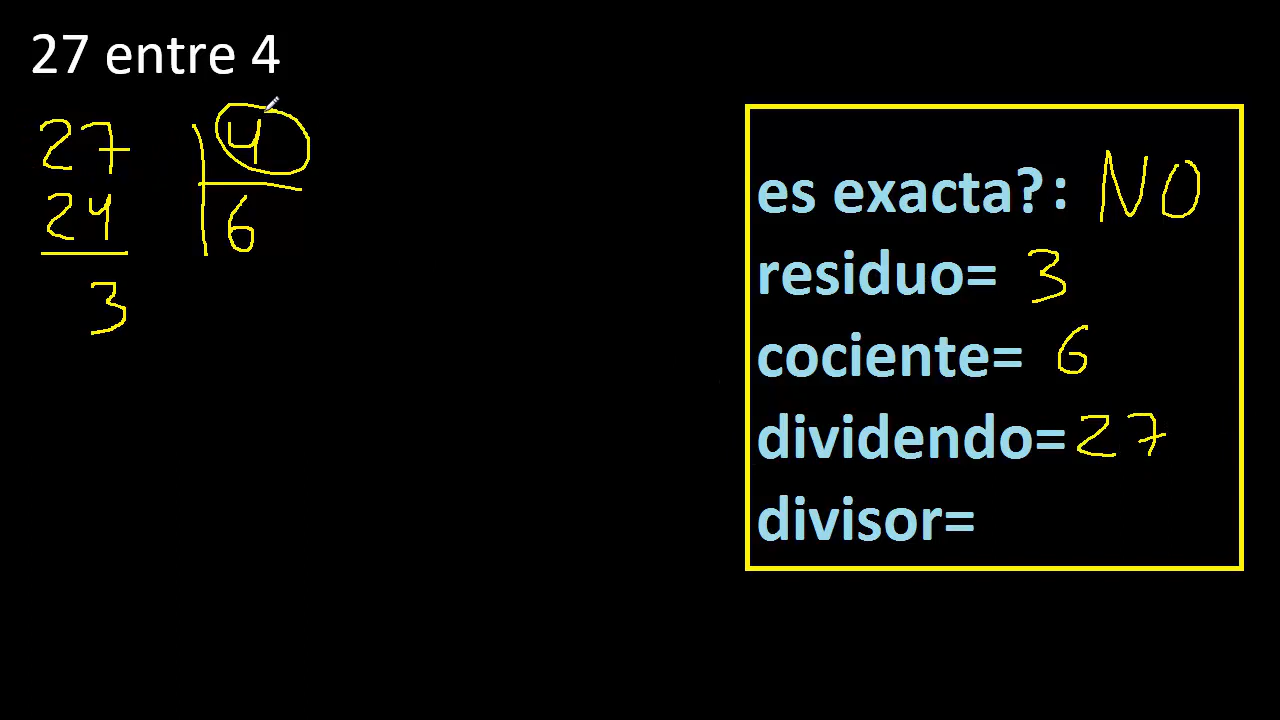 27 entre 4
27 4
24 6
3
es exacta?: NO
residuo= 3
cociente= 6
dividendo= 27
divisor=